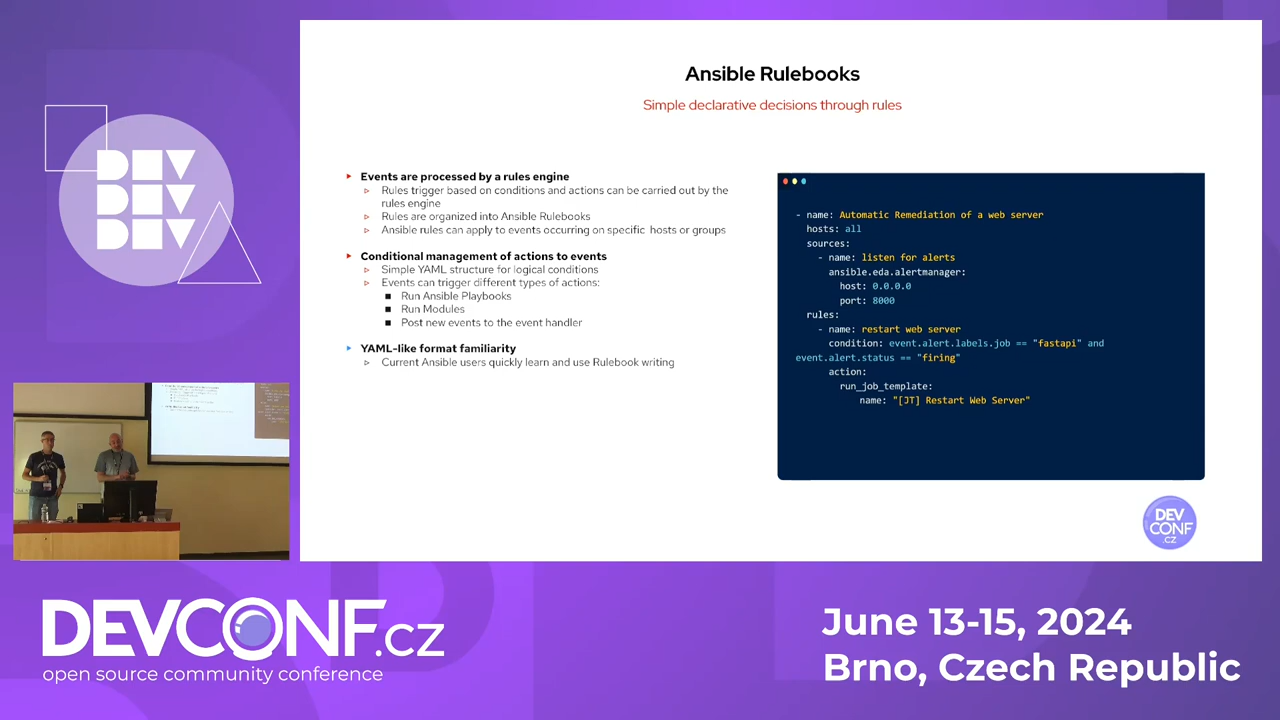 DEV
DEV
DEV
Ansible Rulebooks
Simple declarative decisions through rules
Events are processed by a rules engine
Rules trigger based on conditions and actions can be carried out by the
rules engine
Rules are organized into Ansible Rulebooks
Ansible rules can apply to events occurring on specific hosts or groups
Conditional management of actions to events
Simple YAML structure for logical conditions
Events can trigger different types of actions:
Run Ansible Playbooks
Run Modules
Post new events to the event handler
YAML-like format familiarity
Current Ansible users quickly learn and use Rulebook writing
- name: Automatic Remediation of a web server
hosts: all
sources:
- name: listen for alerts
ansible.eda.alertmanager:
host: 0.0.0.0
port: 8000
rules:
- name: restart web server
condition: event.alert.labels.job == "fastapi" and
event.alert.status == "firing"
action:
run_job_template:
name: "[JT] Restart Web Server"
DEV
CONF
.CZ
DEVCONF.cz
open source community conference
June 13-15, 2024
Brno, Czech Republic